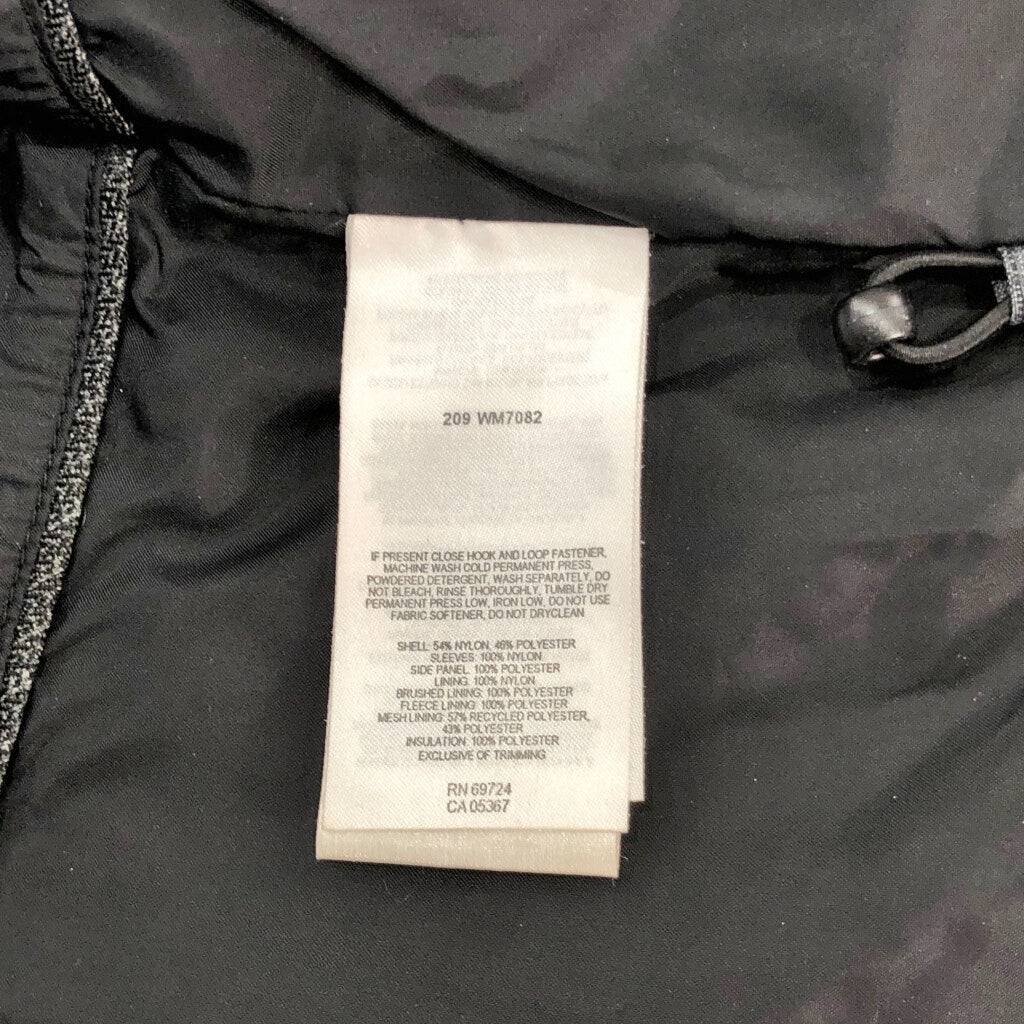 209 WM7082
IF PRESENT CLOSE HOOK AND LOOP FASTENER,
MACHINE WASH COLD PERMANENT PRESS,
POWDERED DETERGENT, WASH SEPARATELY, DO
NOT BLEACH, RINSE THOROUGHLY, TUMBLE DRY
PERMANENT PRESS LOW, IRON LOW, DO NOT USE
FABRIC SOFTENER, DO NOT DRYCLEAN
SHELL: 54% NYLON, 46% POLYESTER
SLEEVES: 100% NYLON
SIDE PANEL: 100% POLYESTER
LINING: 100% NYLON
BRUSHED LINING: 100% POLYESTER
FLEECE LINING: 100% POLYESTER
MESH LINING: 57% RECYCLED POLYESTER,
43% POLYESTER
INSULATION: 100% POLYESTER
EXCLUSIVE OF TRIMMING
RN 69724
CA 05367